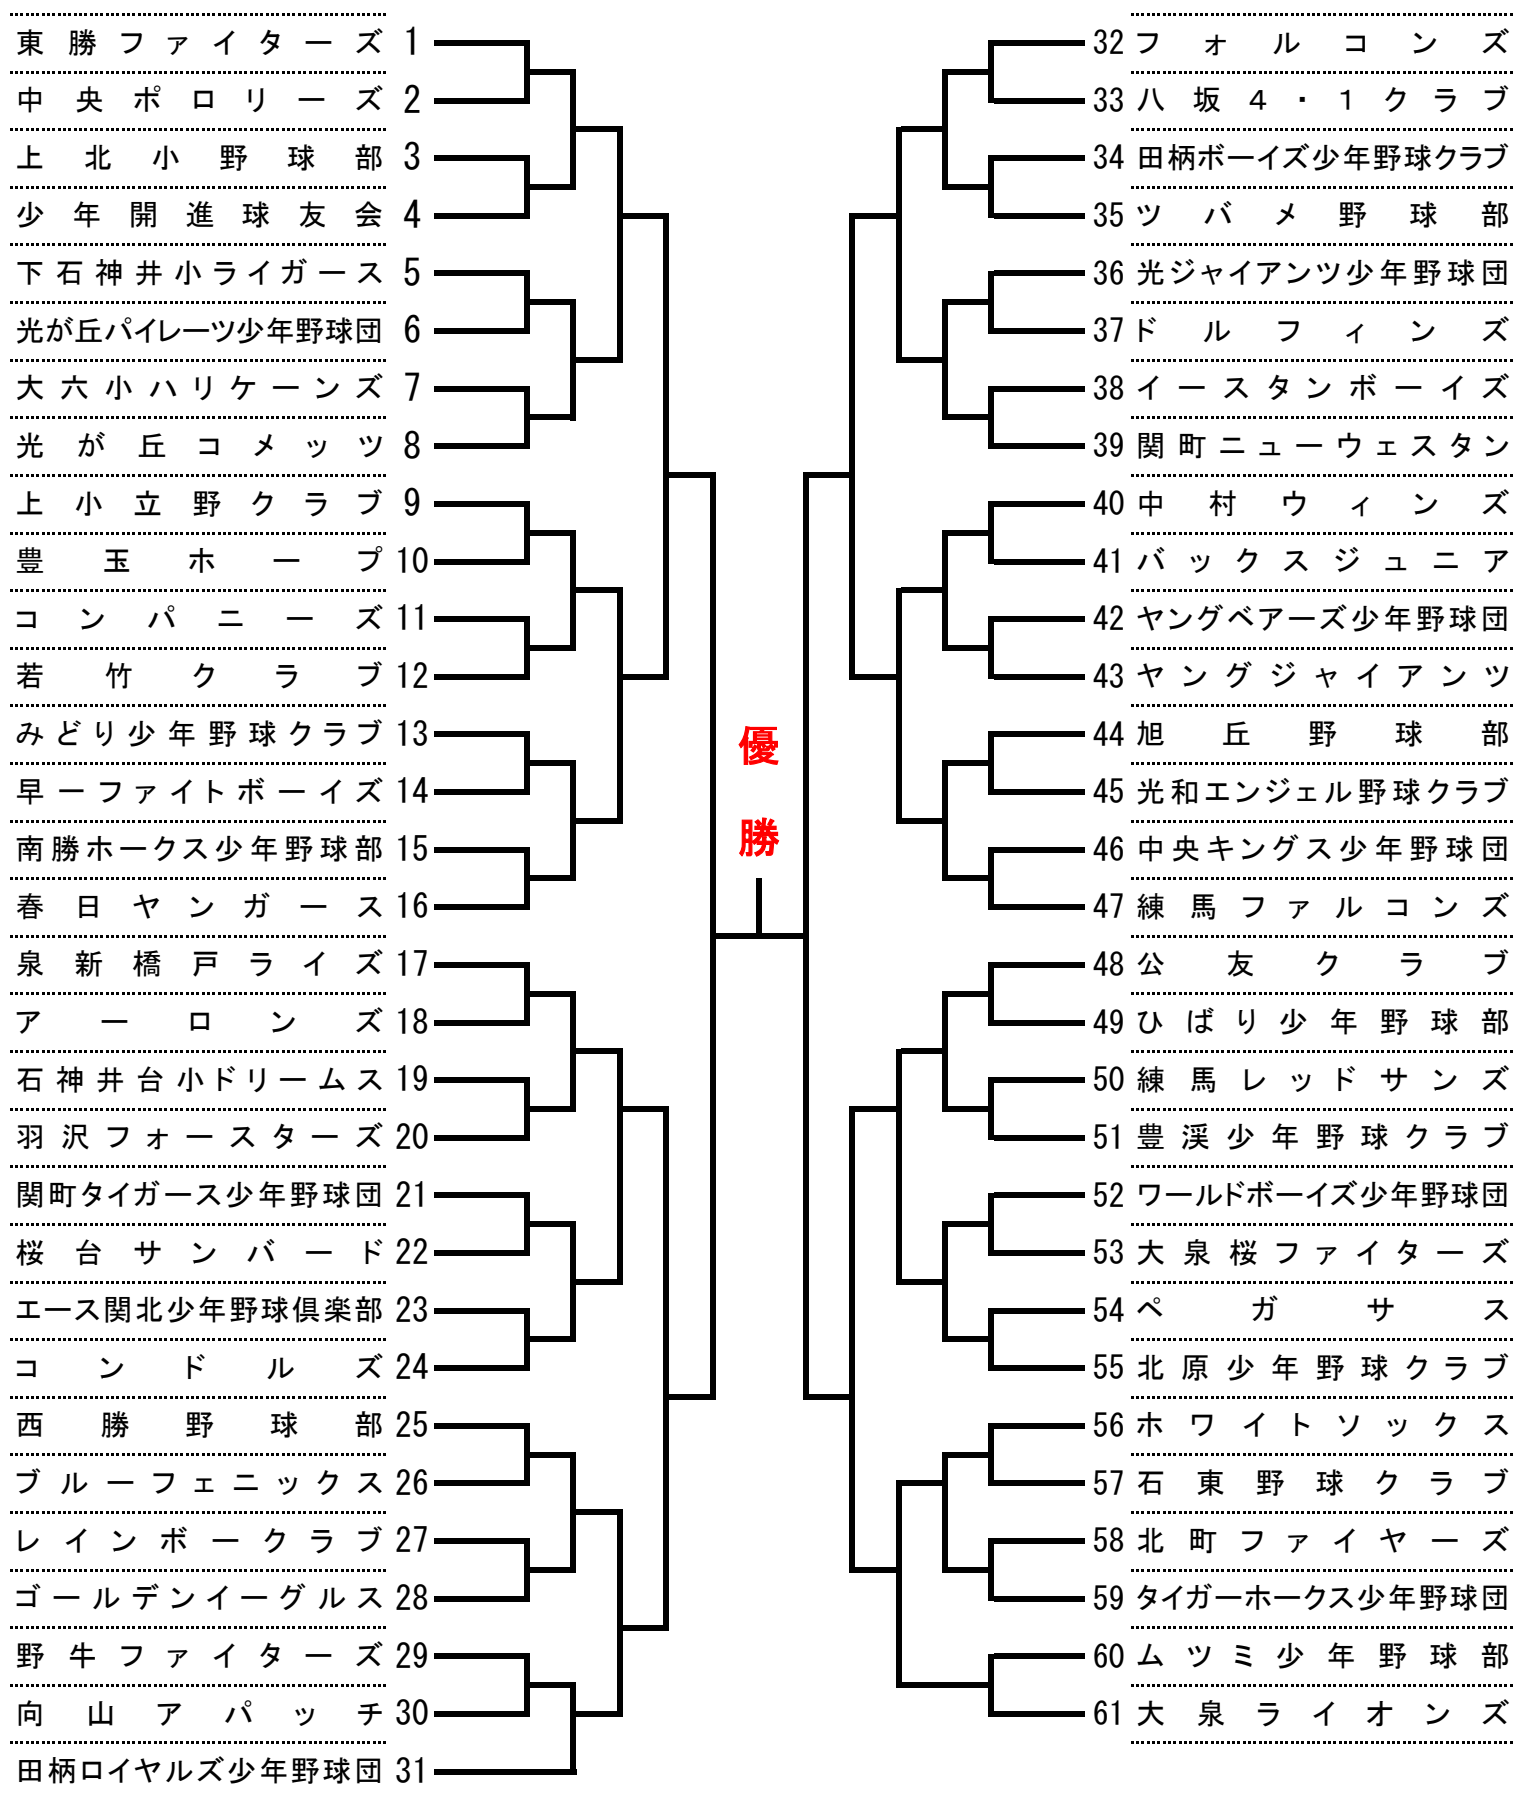 東勝ファイターズ 1
中央ポロリーズ 2
上北小野球部 3
少年開進球友会 4
下石神井小ライガース 5
光が丘パイレーツ少年野球団 6
大六小ハリケーンズ 7
光が丘コメッツ 8
上小立野クラブ 9
豊玉ホープ 10
コンパニーズ 11
若竹クラブ 12
みどり少年野球クラブ 13
早一ファイトボーイズ 14
南勝ホークス少年野球部 15
春日ヤンガース 16
泉新橋戸ライズ 17
アーロンズ 18
石神井台小ドリームス 19
羽沢フォースターズ 20
関町タイガース少年野球団 21
桜台サンバード 22
エース関北少年野球倶楽部 23
コンドルズ 24
西勝野球部 25
ブルーフェニックス 26
レインボークラブ 27
ゴールデンイーグルス 28
野牛ファイターズ 29
向山アパッチ 30
田柄ロイヤルズ少年野球団 31
優勝
32 フォルコンズ
33 八坂4・1クラブ
34 田柄ボーイズ少年野球クラブ
35 ツバメ野球部
36 光ジャイアンツ少年野球団
37 ドルフィンズ
38 イースタンボーイズ
39 関町ニューウェスタン
40 中村ウィンズ
41 バックスジュニア
42 ヤングベアーズ少年野球団
43 ヤングジャイアンツ
44 旭丘野球部
45 光和エンジェル野球クラブ
46 中央キングス少年野球団
47 練馬ファルコンズ
48 公友クラブ
49 ひばり少年野球部
50 練馬レッドサンズ
51 豊渓少年野球クラブ
52 ワールドボーイズ少年野球団
53 大泉桜ファイターズ
54 ペガサス
55 北原少年野球クラブ
56 ホワイトソックス
57 石東野球クラブ
58 北町ファイヤーズ
59 タイガーホークス少年野球団
60 ムツミ少年野球部
61 大泉ライオンズ